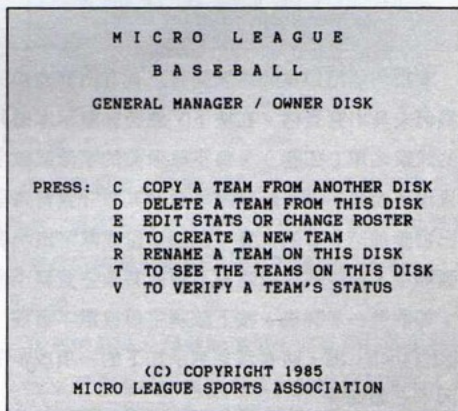 MICRO LEAGUE
BASEBALL
GENERAL MANAGER / OWNER DISK
PRESS: C COPY A TEAM FROM ANOTHER DISK
D DELETE A TEAM FROM THIS DISK
E EDIT STATS OR CHANGE ROSTER
N TO CREATE A NEW TEAM
R RENAME A TEAM ON THIS DISK
T TO SEE THE TEAMS ON THIS DISK
V TO VERIFY A TEAM'S STATUS
(C) COPYRIGHT 1985
MICRO LEAGUE SPORTS ASSOCIATION